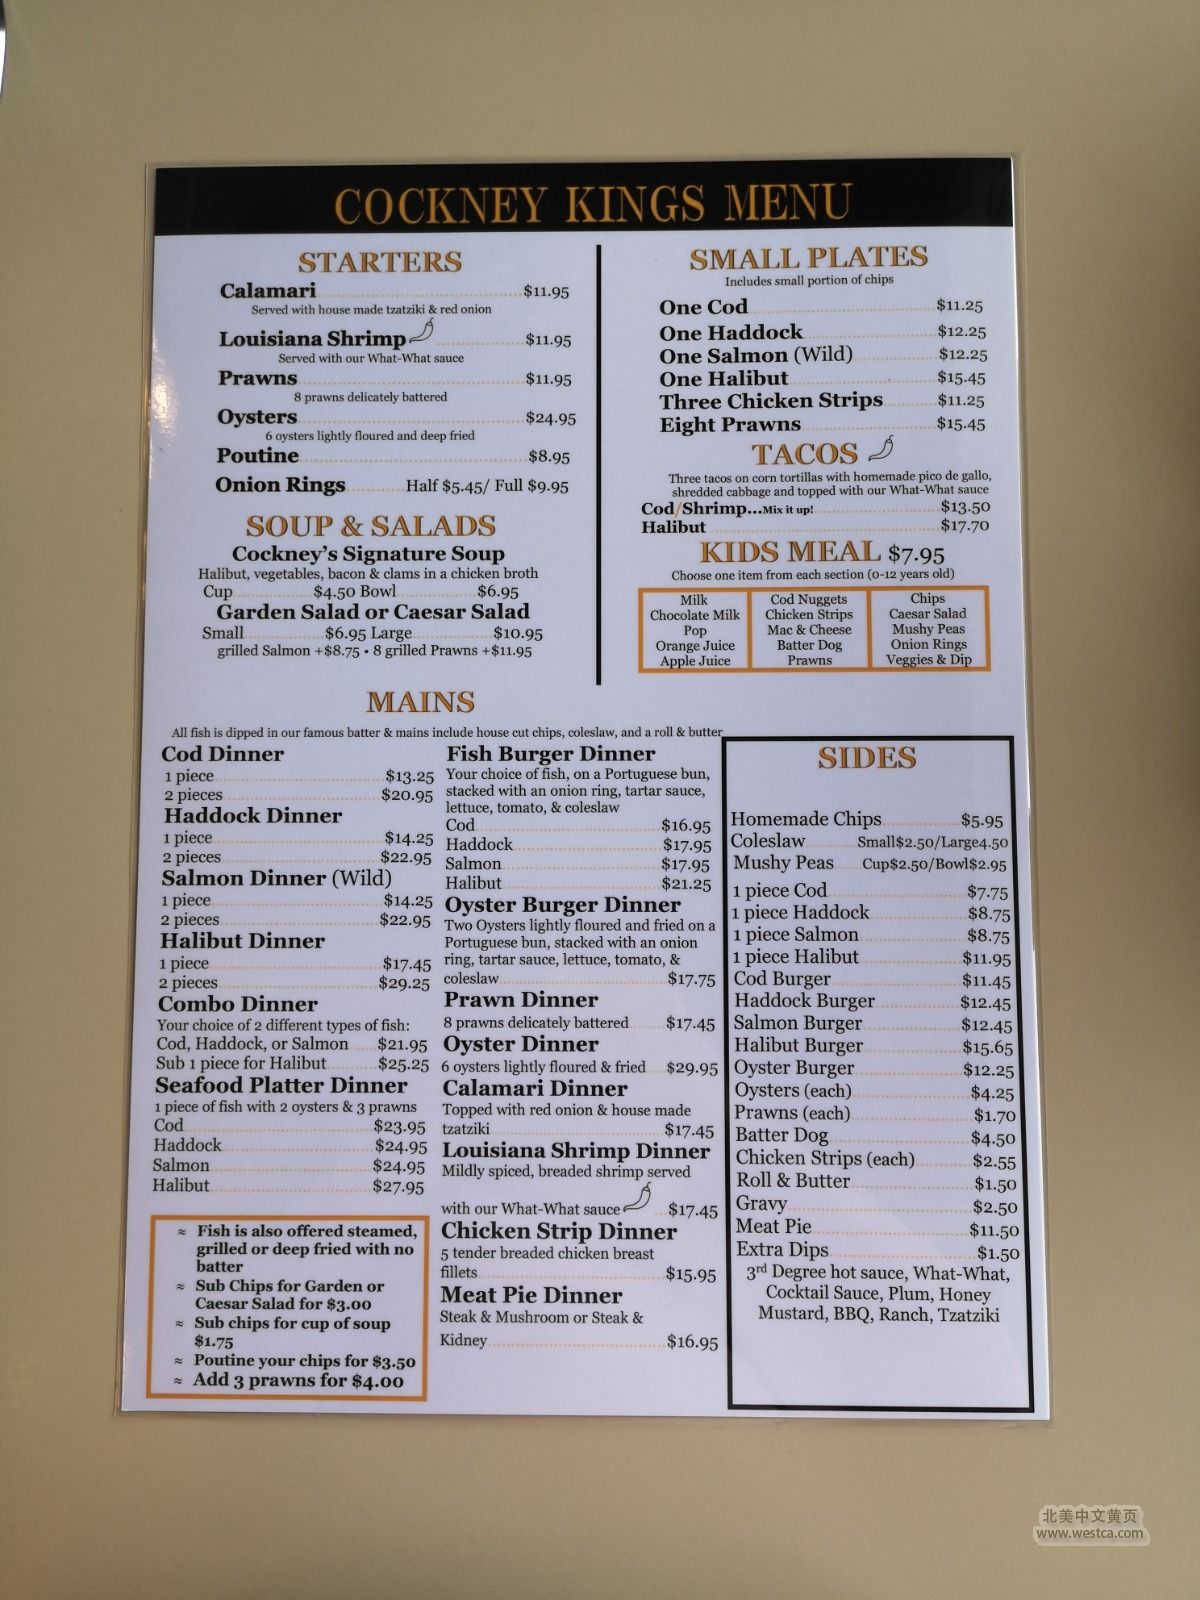 COCKNEY KINGS MENU
STARTERS
Calamari $11.95
Served with house made tzatziki & red onion
Louisiana Shrimp $11.95
Served with our What-What sauce
Prawns $11.95
8 prawns delicately battered
Oysters $24.95
6 oysters lightly floured and deep fried
Poutine $8.95
Onion Rings Half $5.45/ Full $9.95
SOUP & SALADS
Cockney's Signature Soup
Halibut, vegetables, bacon & clams in a chicken broth
Cup $4.50 Bowl $6.95
Garden Salad or Caesar Salad
Small $6.95 Large $10.95
grilled Salmon +$8.75 • 8 grilled Prawns +$11.95
SMALL PLATES
Includes small portion of chips
One Cod $11.25
One Haddock $12.25
One Salmon (Wild) $12.25
One Halibut $15.45
Three Chicken Strips $11.25
Eight Prawns $15.45
TACOS
Three tacos on corn tortillas with homemade pico de gallo,
shredded cabbage and topped with our What-What sauce
Cod/Shrimp...Mix it up! $13.50
Halibut $17.70
KIDS MEAL $7.95
Choose one item from each section (0-12 years old)
Milk
Chocolate Milk
Pop
Orange Juice
Apple Juice
Cod Nuggets
Chicken Strips
Mac & Cheese
Batter Dog
Prawns
Chips
Caesar Salad
Mushy Peas
Onion Rings
Veggies & Dip
MAINS
All fish is dipped in our famous batter & mains include house cut chips, coleslaw, and a roll & butter
Cod Dinner
1 piece $13.25
2 pieces $20.95
Haddock Dinner
1 piece $14.25
2 pieces $22.95
Salmon Dinner (Wild)
1 piece $14.25
2 pieces $22.95
Halibut Dinner
1 piece $17.45
2 pieces $29.25
Combo Dinner
Your choice of 2 different types of fish:
Cod, Haddock, or Salmon $21.95
Sub 1 piece for Halibut $25.25
Seafood Platter Dinner
1 piece of fish with 2 oysters & 3 prawns
Cod $23.95
Haddock $24.95
Salmon $24.95
Halibut $27.95
≈ Fish is also offered steamed,
grilled or deep fried with no
batter
≈ Sub Chips for Garden or
Caesar Salad for $3.00
≈ Sub chips for cup of soup
$1.75
≈ Poutine your chips for $3.50
≈ Add 3 prawns for $4.00
Fish Burger Dinner
Your choice of fish, on a Portuguese bun,
stacked with an onion ring, tartar sauce,
lettuce, tomato, & coleslaw
Cod $16.95
Haddock $17.95
Salmon $17.95
Halibut $21.25
Oyster Burger Dinner
Two Oysters lightly floured and fried on a
Portuguese bun, stacked with an onion
ring, tartar sauce, lettuce, tomato, &
coleslaw $17.75
Prawn Dinner
8 prawns delicately battered $17.45
Oyster Dinner
6 oysters lightly floured & fried $29.95
Calamari Dinner
Topped with red onion & house made
tzatziki $17.45
Louisiana Shrimp Dinner
Mildly spiced, breaded shrimp served
with our What-What sauce $17.45
Chicken Strip Dinner
5 tender breaded chicken breast
fillets $15.95
Meat Pie Dinner
Steak & Mushroom or Steak &
Kidney $16.95
SIDES
Homemade Chips $5.95
Coleslaw Small$2.50/Large4.50
Mushy Peas Cup$2.50/Bowl$2.95
1 piece Cod $7.75
1 piece Haddock $8.75
1 piece Salmon $8.75
1 piece Halibut $11.95
Cod Burger $11.45
Haddock Burger $12.45
Salmon Burger $12.45
Halibut Burger $15.65
Oyster Burger $12.25
Oysters (each) $4.25
Prawns (each) $1.70
Batter Dog $4.50
Chicken Strips (each) $2.55
Roll & Butter $1.50
Gravy $2.50
Meat Pie $11.50
Extra Dips $1.50
3rd Degree hot sauce, What-What,
Cocktail Sauce, Plum, Honey
Mustard, BBQ, Ranch, Tzatziki
北美中文黄页
www.westca.com